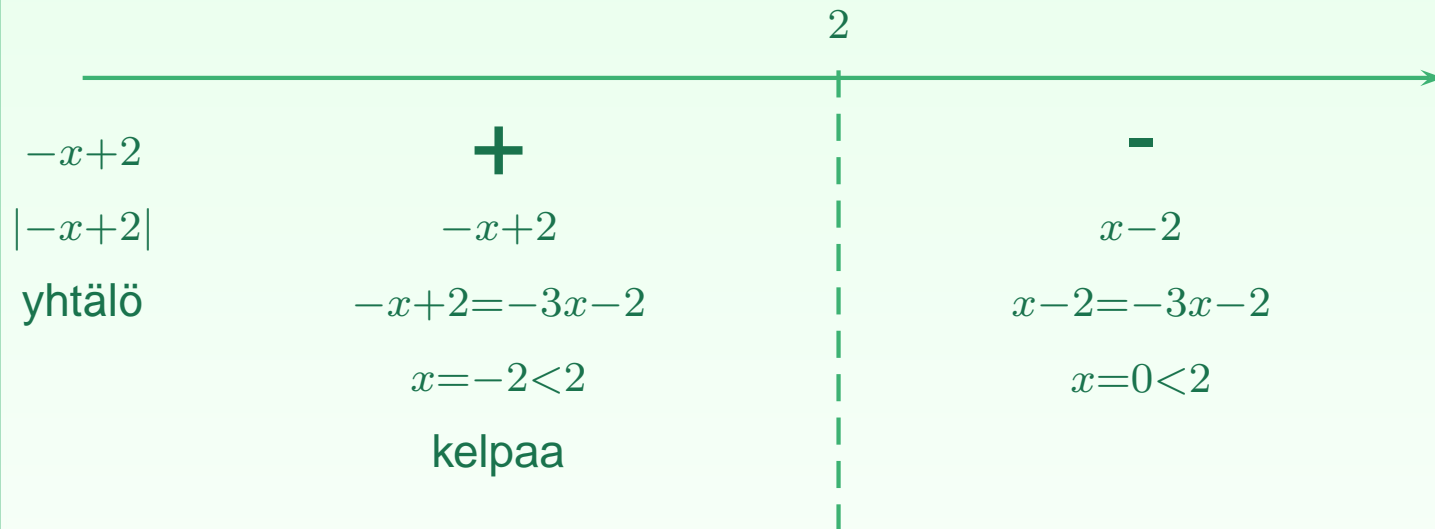 2
−x+2 + -
|−x+2| −x+2 x−2
yhtälö −x+2=−3x−2 x−2=−3x−2
x=−2<2 x=0<2
kelpaa